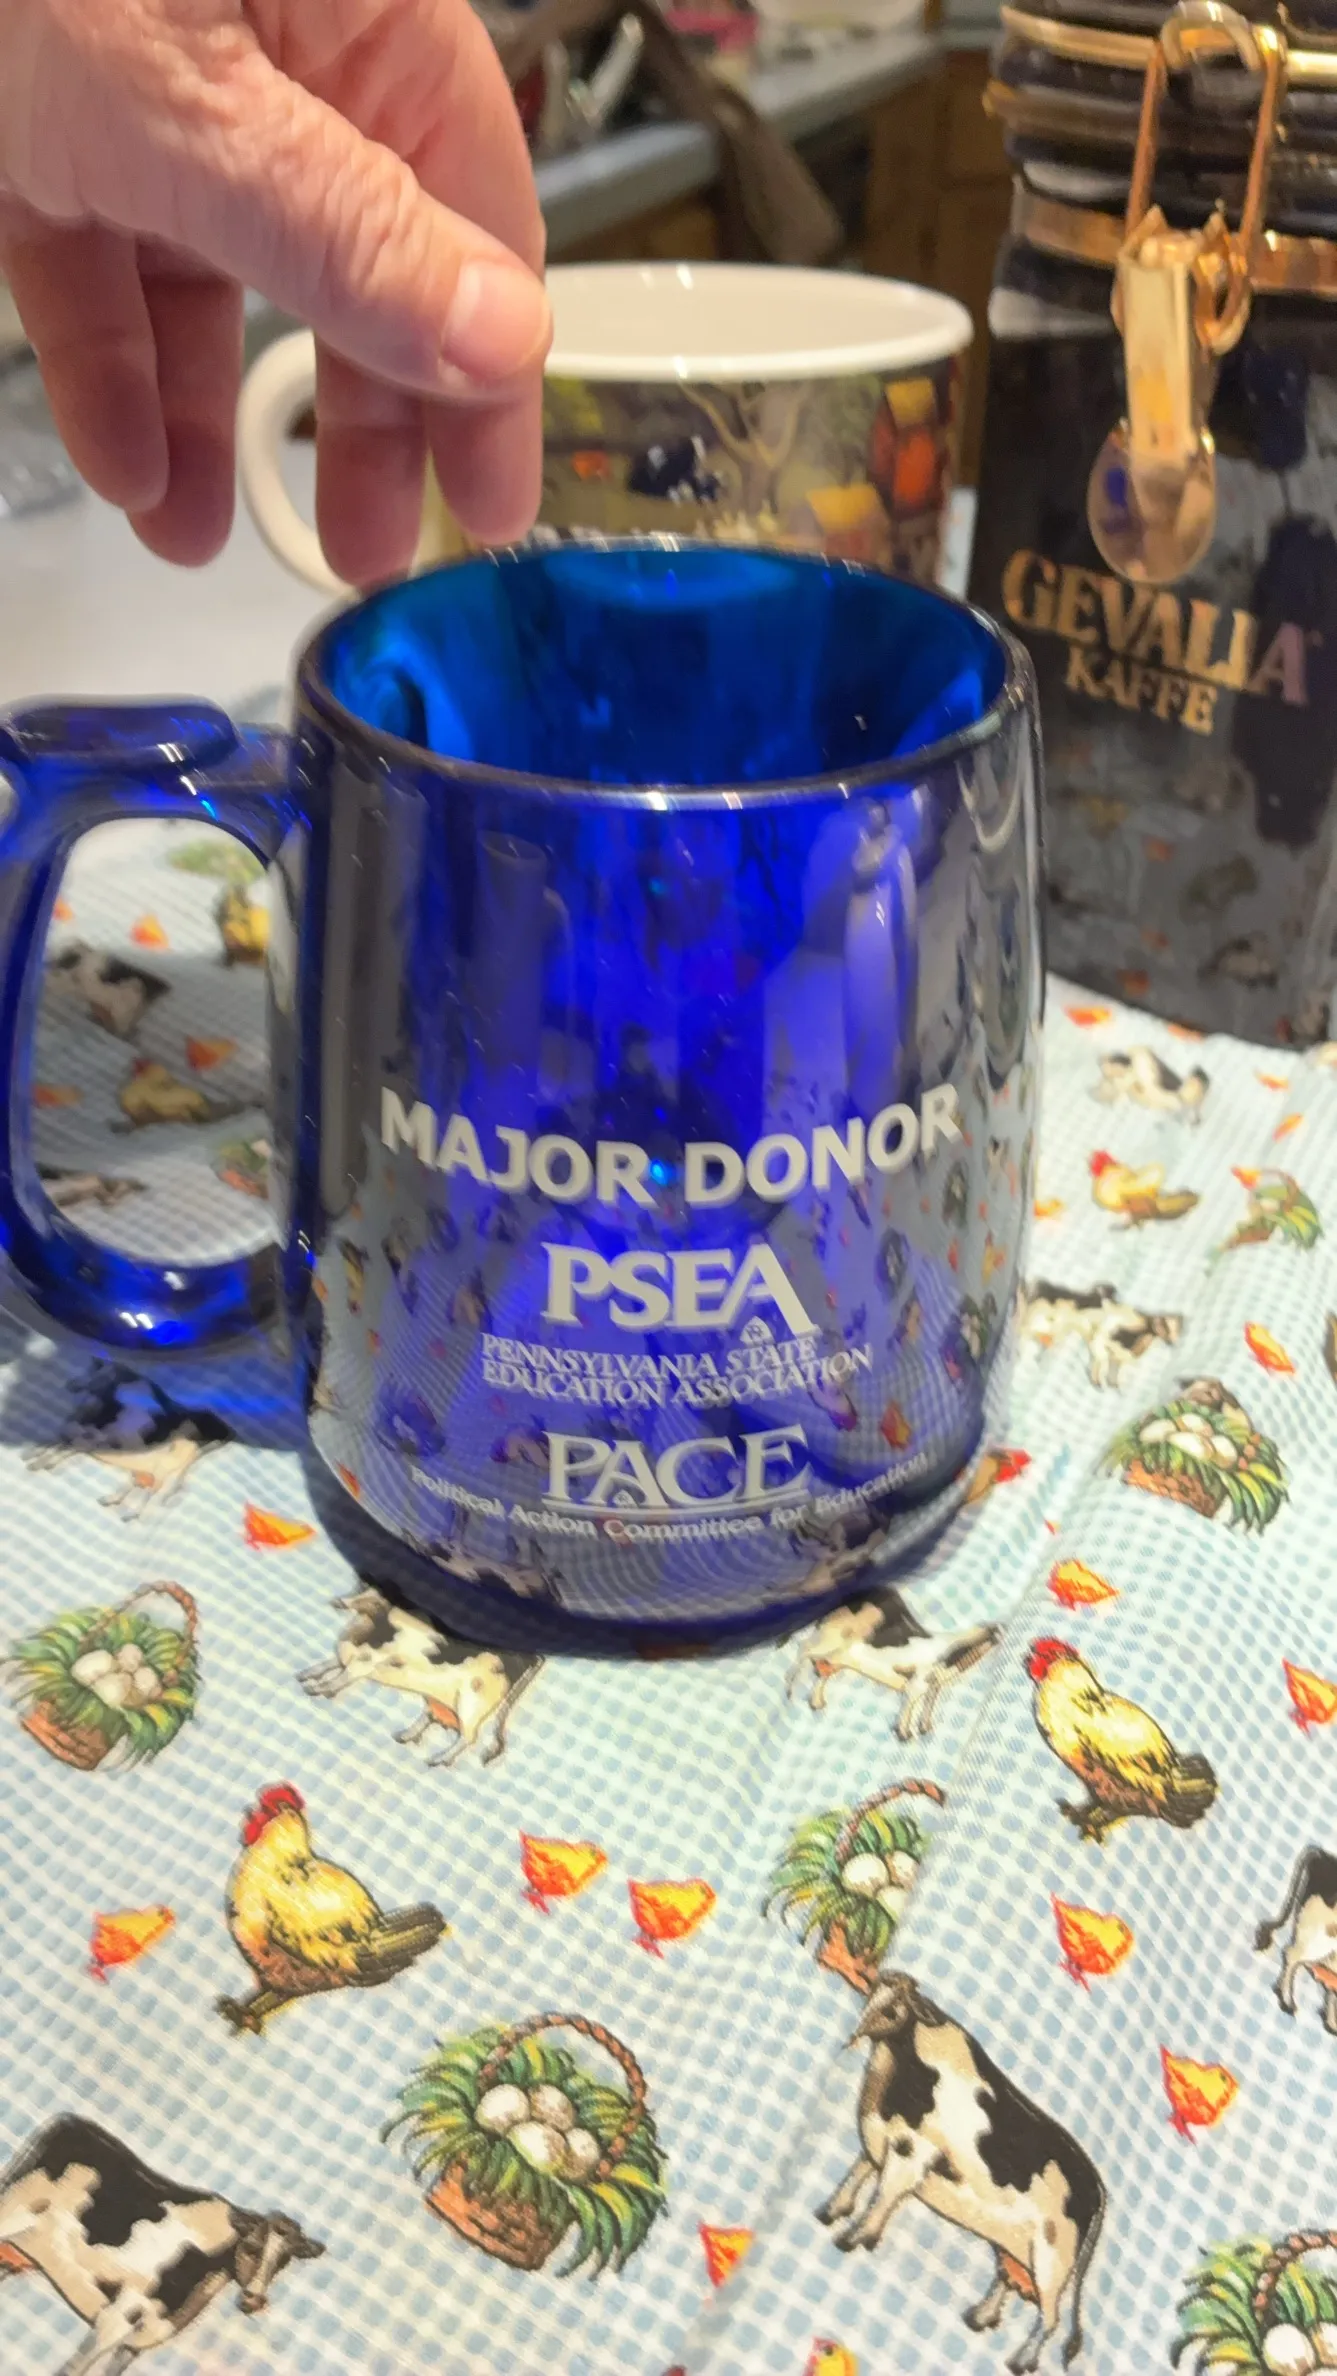 GEVALIA
KAFFE
MAJOR DONOR
PSEA
PENNSYLVANIA STATE
EDUCATION ASSOCIATION
PACE
Political Action Committee for Education